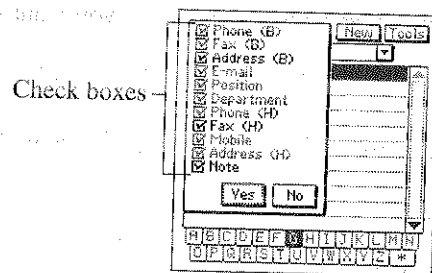 New Tools
Phone (B)
Fax (B)
Address (B)
E-mail
Position
Department
Phone (H)
Fax (H)
Mobile
Address (H)
Note
Check boxes
Yes No
A B C D E F H I J K L M N
O P Q R S T U V W X Y Z *